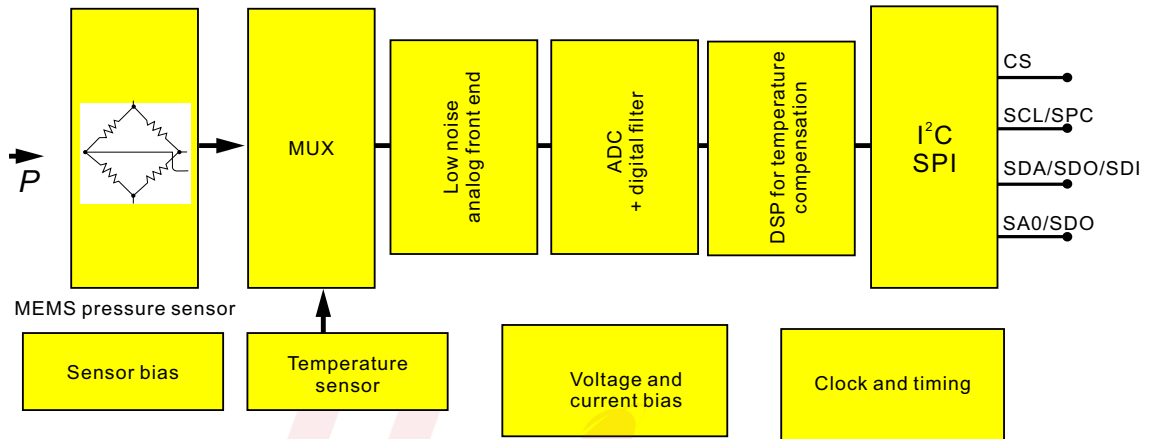 P
MEMS pressure sensor
MUX
Low noise
analog front end
ADC
+ digital filter
DSP for temperature
compensation
I²C
SPI
CS
SCL/SPC
SDA/SDO/SDI
SA0/SDO
Sensor bias
Temperature
sensor
Voltage and
current bias
Clock and timing